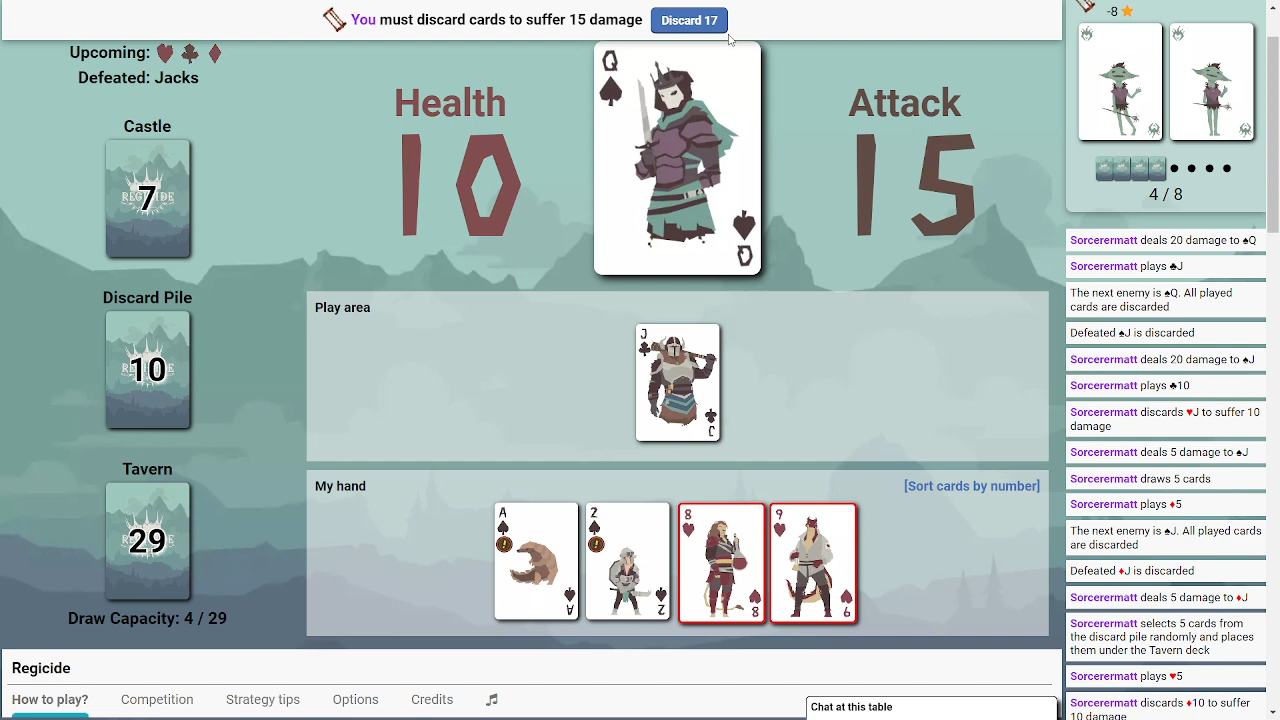 You must discard cards to suffer 15 damage
Discard 17
-8
Upcoming:
Defeated: Jacks
Health
10
Q
Q
Attack
15
4 / 8
Castle
7
Discard Pile
10
Tavern
29
Draw Capacity: 4 / 29
Play area
J
J
My hand
[Sort cards by number]
A
A
2
2
8
8
9
9
Sorcerermatt deals 20 damage to ♠Q
Sorcerermatt plays ♣J
The next enemy is ♠Q. All played
cards are discarded
Defeated ♠J is discarded
Sorcerermatt deals 20 damage to ♠J
Sorcerermatt plays ♣10
Sorcerermatt discards ♥J to suffer 10
damage
Sorcerermatt deals 5 damage to ♠J
Sorcerermatt draws 5 cards
Sorcerermatt plays ♦5
The next enemy is ♠J. All played cards
are discarded
Defeated ♦J is discarded
Sorcerermatt deals 5 damage to ♦J
Sorcerermatt selects 5 cards from
the discard pile randomly and places
them under the Tavern deck
Sorcerermatt plays ♥5
Sorcerermatt discards ♦10 to suffer
10 damage
Regicide
How to play?
Competition
Strategy tips
Options
Credits
Chat at this table